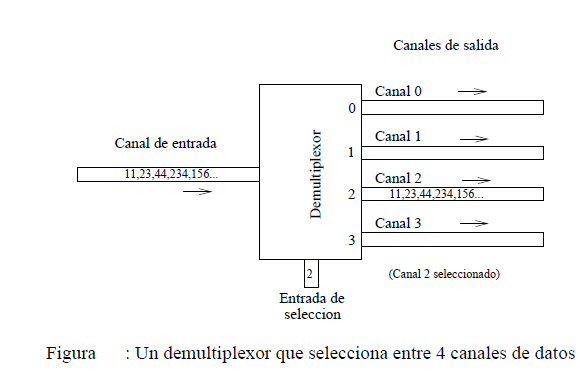 Canales de salida
Canal 0
0
Canal de entrada
Canal 1
1
11,23,44,234,156...
Demultiplexor
Canal 2
2
11,23,44,234,156...
Canal 3
3
2
(Canal 2 seleccionado)
Entrada de
seleccion
Figura : Un demultiplexor que selecciona entre 4 canales de datos